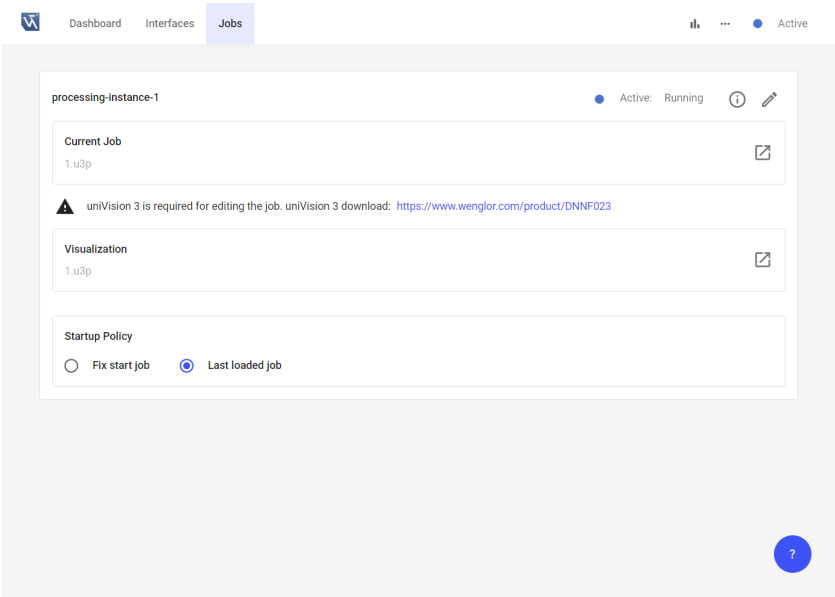 Dashboard Interfaces Jobs ... Active
processing-instance-1 Active: Running
Current Job
1.u3p
uniVision 3 is required for editing the job. uniVision 3 download: https://www.wenglor.com/product/DNNF023
Visualization
1.u3p
Startup Policy
Fix start job Last loaded job
?